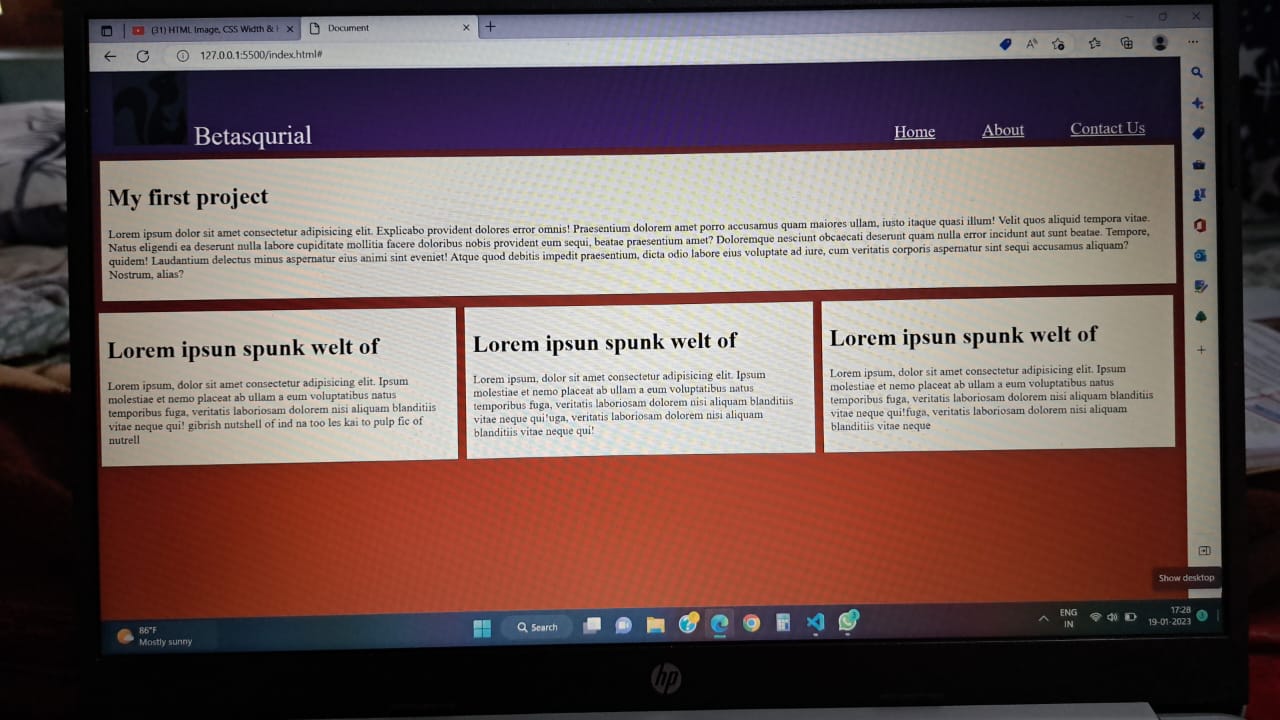 (31) HTML Image, CSS Width &
Document
127.0.0.1:5500/index.html#
Betasqurial
Home About Contact Us
My first project
Lorem ipsum dolor sit amet consectetur adipisicing elit. Explicabo provident dolores error omnis! Praesentium dolorem amet porro accusamus quam maiores ullam, iusto itaque quasi illum! Velit quos aliquid tempora vitae.
Natus eligendi ea deserunt nulla labore cupiditate mollitia facere doloribus nobis provident eum sequi, beatae praesentium amet? Doloremque nesciunt obcaecati deserunt quam nulla error incidunt aut sunt beatae. Tempore,
quidem! Laudantium delectus minus aspernatur eius animi sint eveniet! Atque quod debitis impedit praesentium, dicta odio labore eius voluptate ad iure, cum veritatis corporis aspernatur sint sequi accusamus aliquam?
Nostrum, alias?
Lorem ipsun spunk welt of
Lorem ipsum, dolor sit amet consectetur adipisicing elit. Ipsum
molestiae et nemo placeat ab ullam a eum voluptatibus natus
temporibus fuga, veritatis laboriosam dolorem nisi aliquam blanditiis
vitae neque qui! gibrish nutshell of ind na too les kai to pulp fic of
nutrell
Lorem ipsun spunk welt of
Lorem ipsum, dolor sit amet consectetur adipisicing elit. Ipsum
molestiae et nemo placeat ab ullam a eum voluptatibus natus
temporibus fuga, veritatis laboriosam dolorem nisi aliquam blanditiis
vitae neque qui!uga, veritatis laboriosam dolorem nisi aliquam
blanditiis vitae neque qui!
Lorem ipsun spunk welt of
Lorem ipsum, dolor sit amet consectetur adipisicing elit. Ipsum
molestiae et nemo placeat ab ullam a eum voluptatibus natus
temporibus fuga, veritatis laboriosam dolorem nisi aliquam blanditiis
vitae neque qui!fuga, veritatis laboriosam dolorem nisi aliquam
blanditiis vitae neque
Show desktop
86°F
Mostly sunny
Search
ENG
IN
17:28
19-01-2023
hp